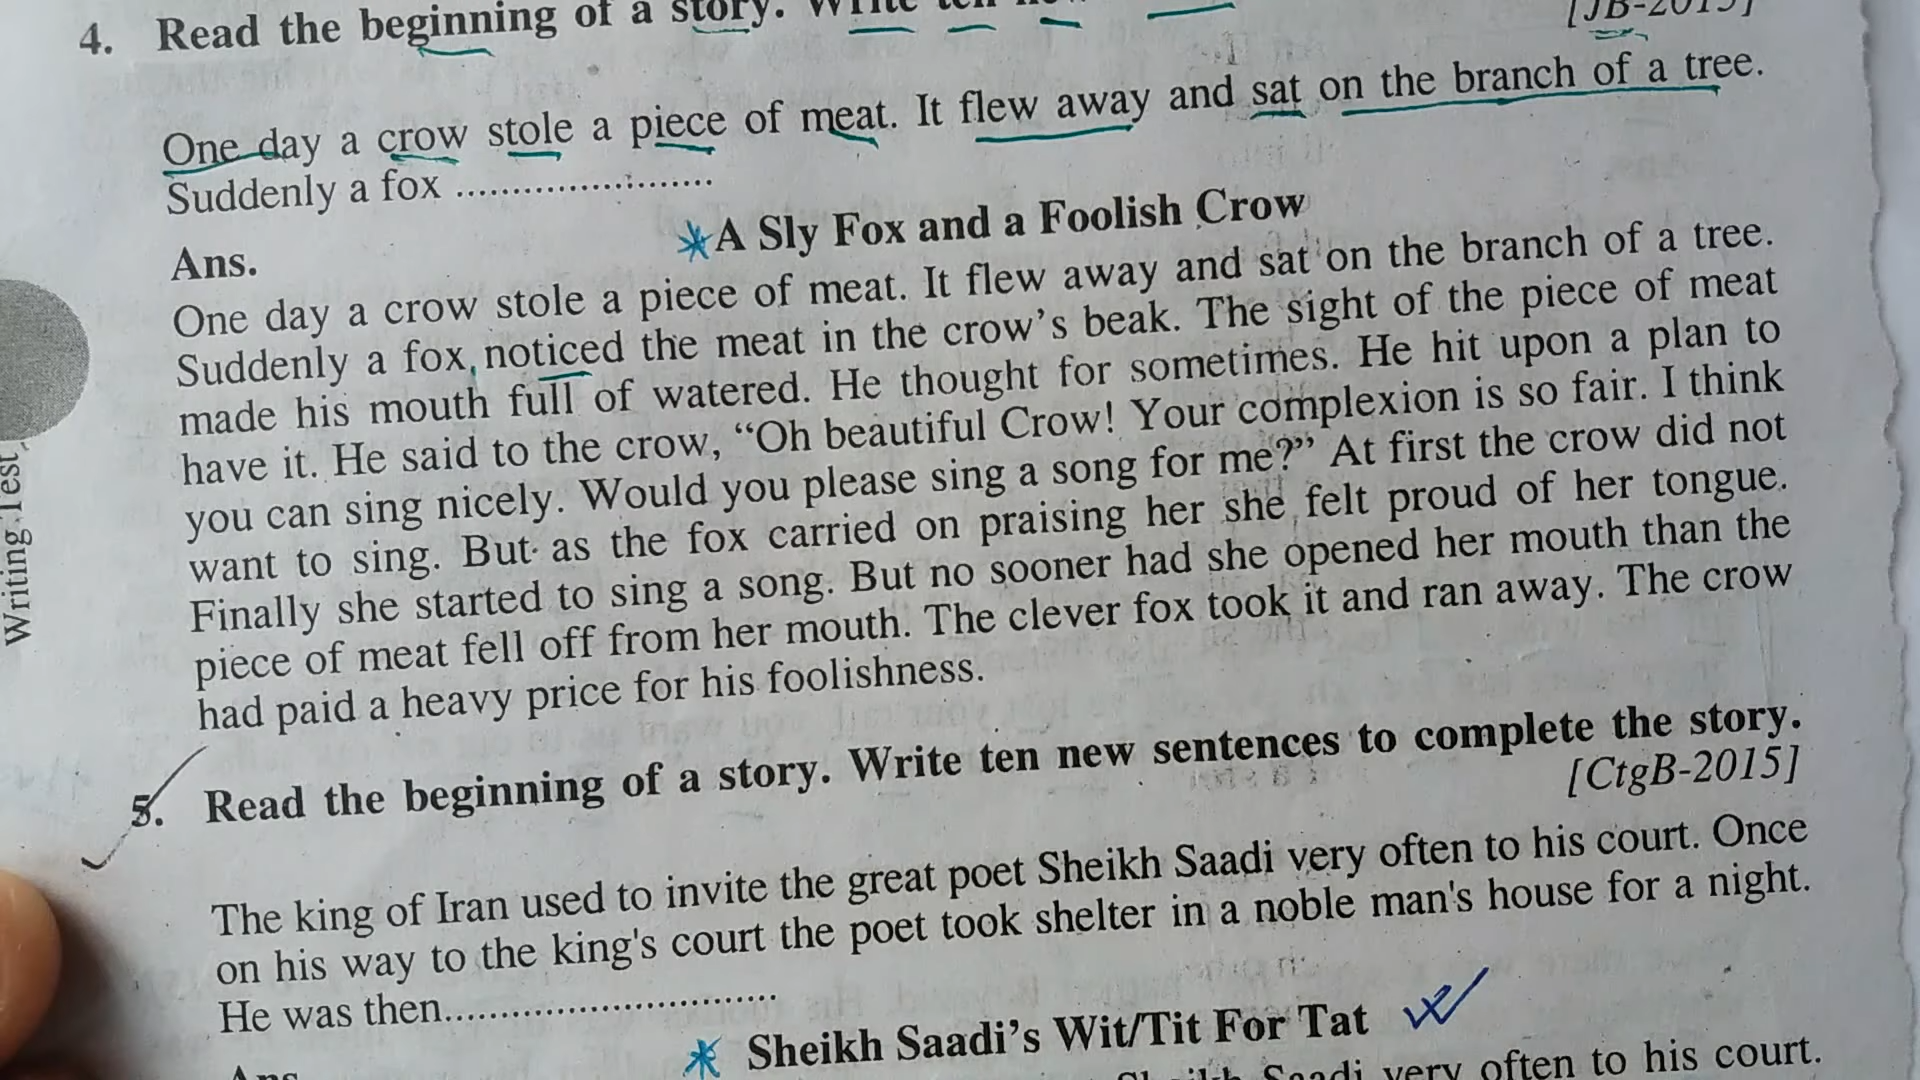 4. Read the beginning of a story. Write ten
[JB-2015]
One day a crow stole a piece of meat. It flew away and sat on the branch of a tree.
Suddenly a fox ........................
Ans.
*A Sly Fox and a Foolish Crow
One day a crow stole a piece of meat. It flew away and sat on the branch of a tree.
Suddenly a fox, noticed the meat in the crow's beak. The sight of the piece of meat
made his mouth full of watered. He thought for sometimes. He hit upon a plan to
have it. He said to the crow, “Oh beautiful Crow! Your complexion is so fair. I think
you can sing nicely. Would you please sing a song for me?” At first the crow did not
want to sing. But as the fox carried on praising her she felt proud of her tongue.
Finally she started to sing a song. But no sooner had she opened her mouth than the
piece of meat fell off from her mouth. The clever fox took it and ran away. The crow
had paid a heavy price for his foolishness.
5. Read the beginning of a story. Write ten new sentences to complete the story.
[CtgB-2015]
The king of Iran used to invite the great poet Sheikh Saadi very often to his court. Once
on his way to the king's court the poet took shelter in a noble man's house for a night.
He was then..............................
* Sheikh Saadi's Wit/Tit For Tat
Ans
Sheikh Saadi very often to his court.
Writing Test